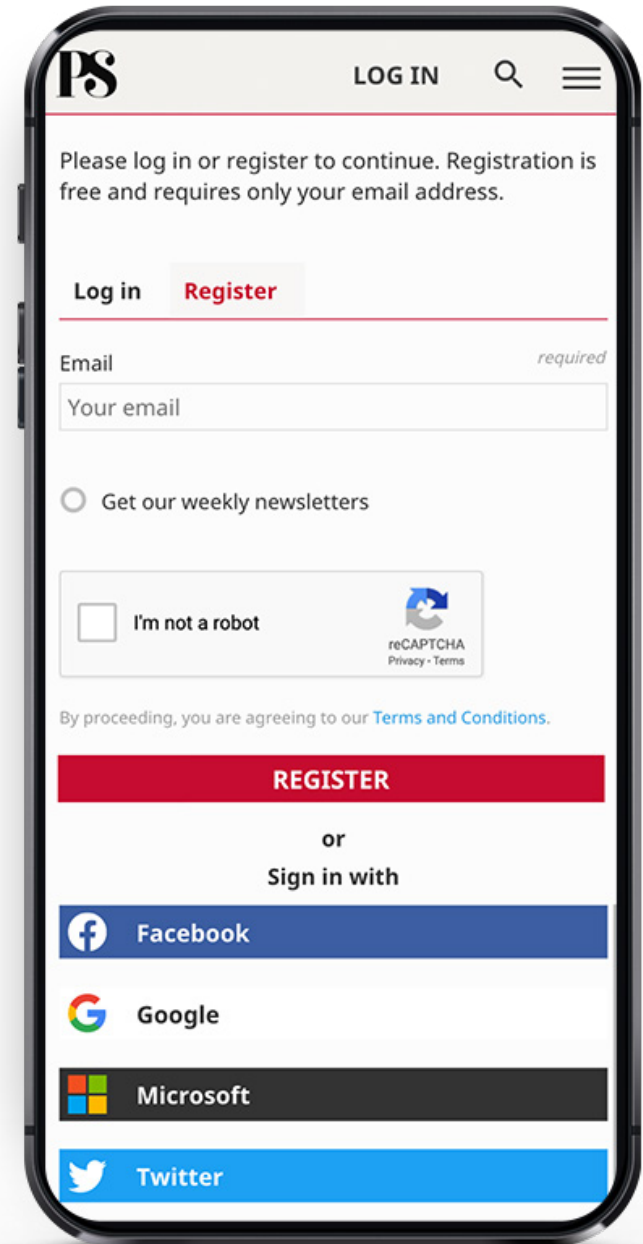 PS
LOG IN
Please log in or register to continue. Registration is
free and requires only your email address.
Log in
Register
Email
required
Your email
Get our weekly newsletters
I'm not a robot
reCAPTCHA
Privacy - Terms
By proceeding, you are agreeing to our Terms and Conditions.
REGISTER
or
Sign in with
Facebook
Google
Microsoft
Twitter